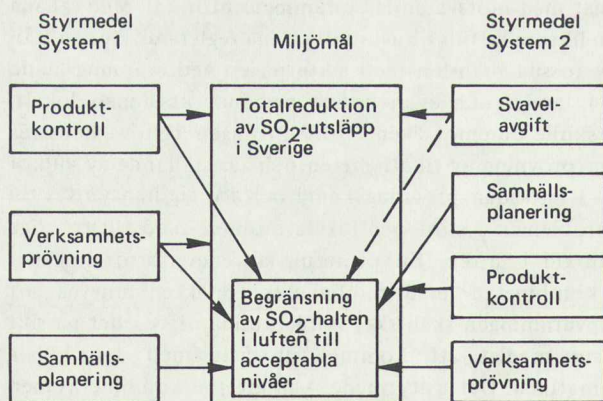 Styrmedel
System 1
Miljömål
Styrmedel
System 2
Produkt-
kontroll
Totalreduktion
av SO2-utsläpp
i Sverige
Svavel-
avgift
Samhälls-
planering
Verksamhets-
prövning
Begränsning
av SO2-halten
i luften till
acceptabla
nivåer
Produkt-
kontroll
Samhälls-
planering
Verksamhets-
prövning